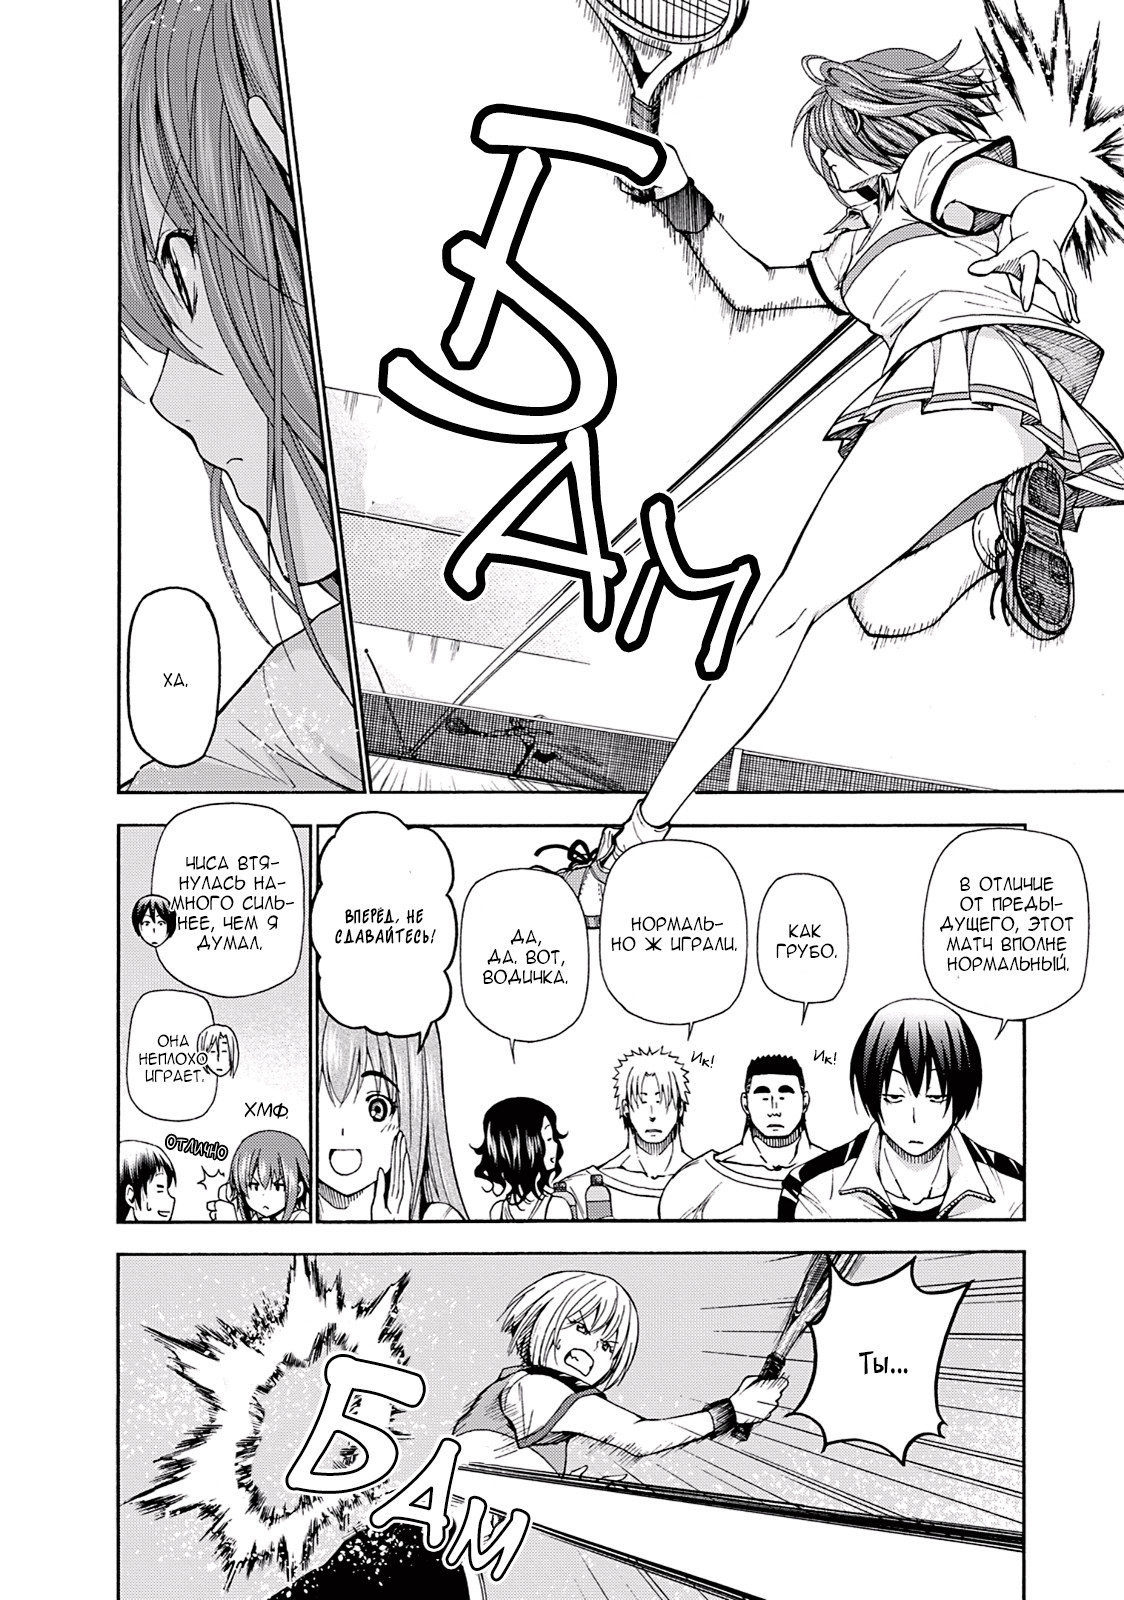 БАМ
ХА.
В ОТЛИЧИЕ
ОТ ПРЕДЫ-
ДУЩЕГО, ЭТОТ
МАТЧ ВПОЛНЕ
НОРМАЛЬНЫЙ.
КАК
ГРУБО.
Ик!
НОРМАЛЬ-
НО Ж ИГРАЛИ.
Ик!
ДА,
ДА. ВОТ,
ВОДИЧКА.
ВПЕРЁД, НЕ
СДАВАЙТЕСЬ!
ЧИСА ВТЯ-
НУЛАСЬ НА-
МНОГО СИЛЬ-
НЕЕ, ЧЕМ Я
ДУМАЛ.
ОНА
НЕПЛОХО
ИГРАЕТ.
ХМФ.
ОТЛИЧНО
Ты...
БАМ